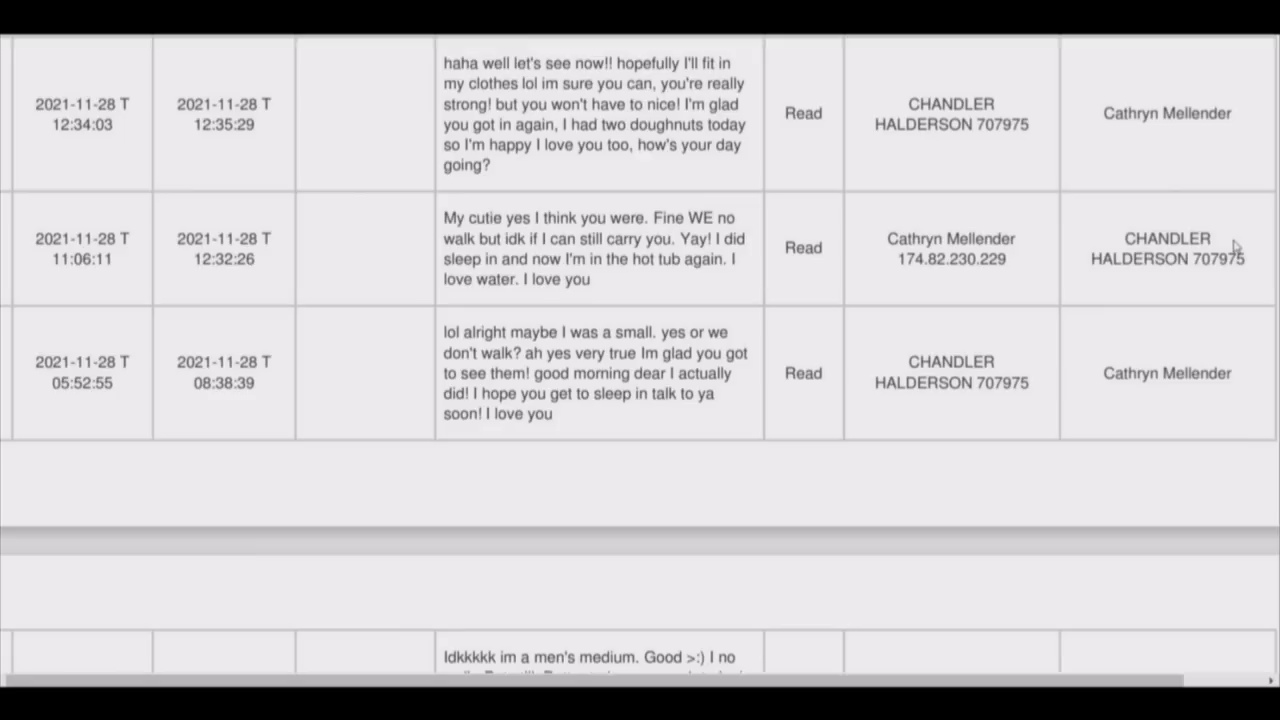 2021-11-28 T
12:34:03
2021-11-28 T
12:35:29
haha well let's see now!! hopefully I'll fit in
my clothes lol im sure you can, you're really
strong! but you won't have to nice! I'm glad
you got in again, I had two doughnuts today
so I'm happy I love you too, how's your day
going?
Read
CHANDLER
HALDERSON 707975
Cathryn Mellender
2021-11-28 T
11:06:11
2021-11-28 T
12:32:26
My cutie yes I think you were. Fine WE no
walk but idk if I can still carry you. Yay! I did
sleep in and now I'm in the hot tub again. I
love water. I love you
Read
Cathryn Mellender
174.82.230.229
CHANDLER
HALDERSON 707975
2021-11-28 T
05:52:55
2021-11-28 T
08:38:39
lol alright maybe I was a small. yes or we
don't walk? ah yes very true Im glad you got
to see them! good morning dear I actually
did! I hope you get to sleep in talk to ya
soon! I love you
Read
CHANDLER
HALDERSON 707975
Cathryn Mellender
Idkkkkk im a men's medium. Good >:) I no